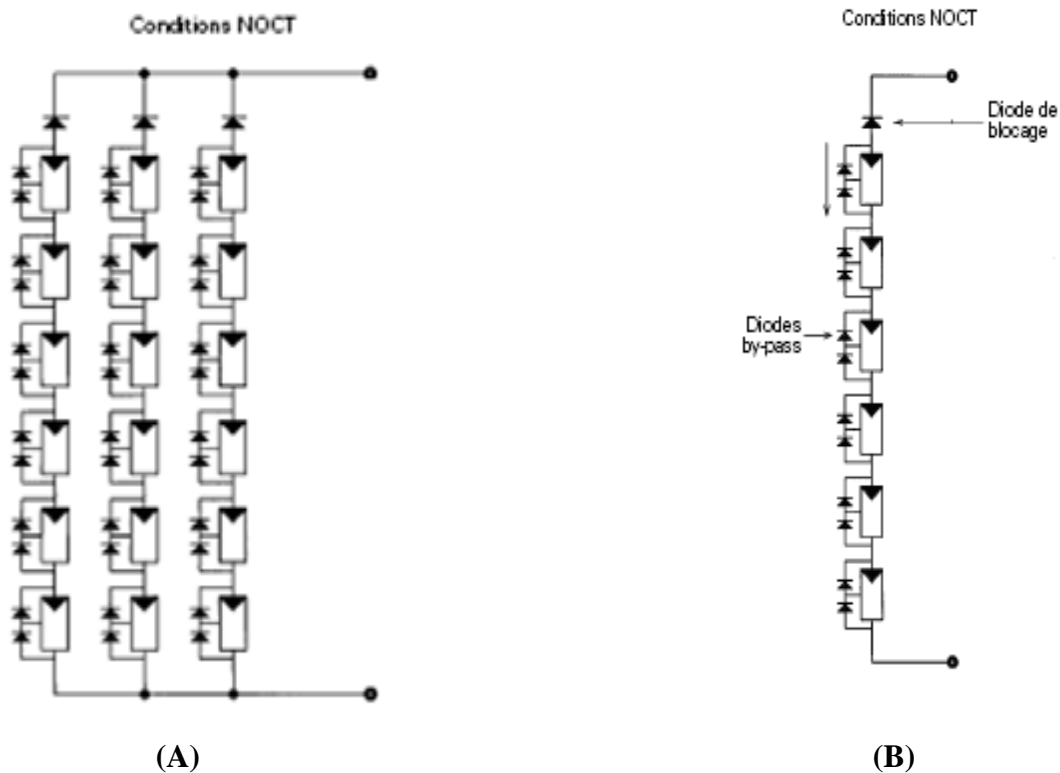 Conditions NOCT
Conditions NOCT
Diode de
blocage
Diodes
by-pass
(A)
(B)